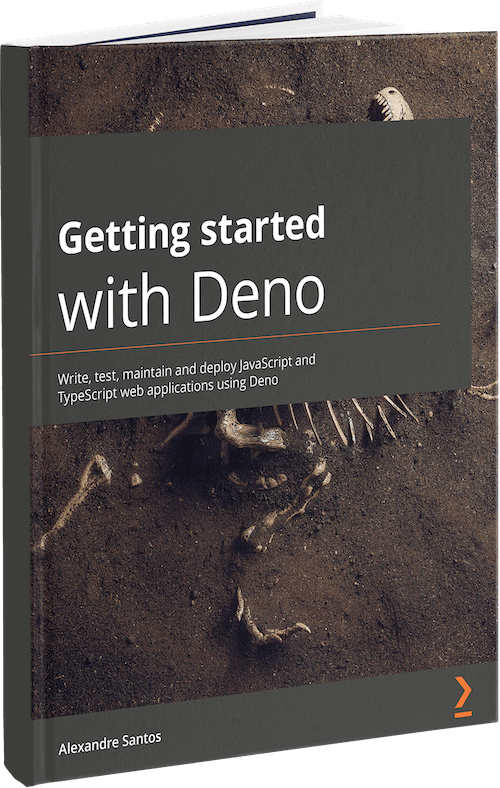 Getting started
with Deno
Write, test, maintain and deploy JavaScript and
TypeScript web applications using Deno
Alexandre Santos